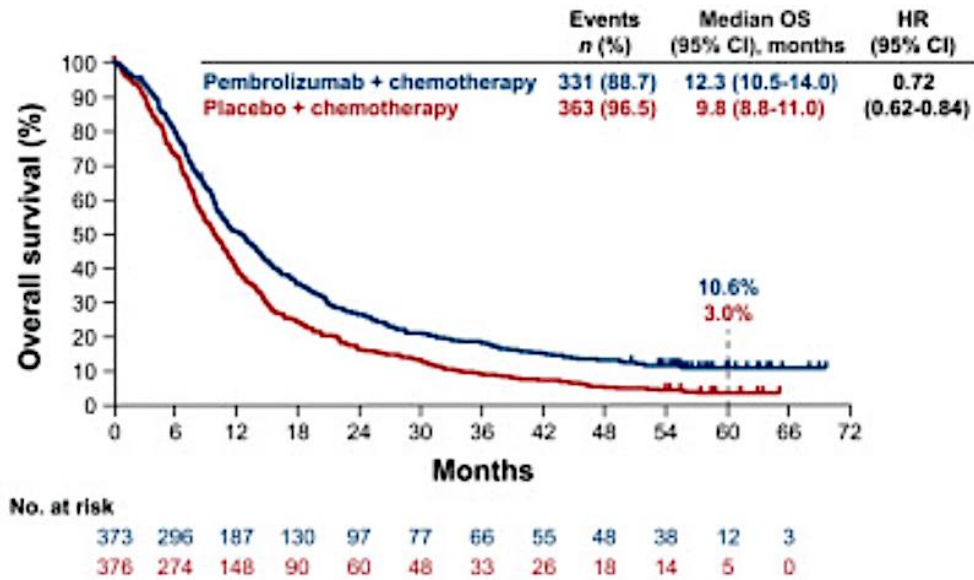 Events Median OS HR
n (%) (95% CI), months (95% CI)
Pembrolizumab + chemotherapy 331 (88.7) 12.3 (10.5-14.0) 0.72
Placebo + chemotherapy 363 (96.5) 9.8 (8.8-11.0) (0.62-0.84)
Overall survival (%)
100
90
80
70
60
50
40
30
20
10
0
10.6%
3.0%
0 6 12 18 24 30 36 42 48 54 60 66 72
Months
No. at risk
373 296 187 130 97 77 66 55 48 38 12 3
376 274 148 90 60 48 33 26 18 14 5 0